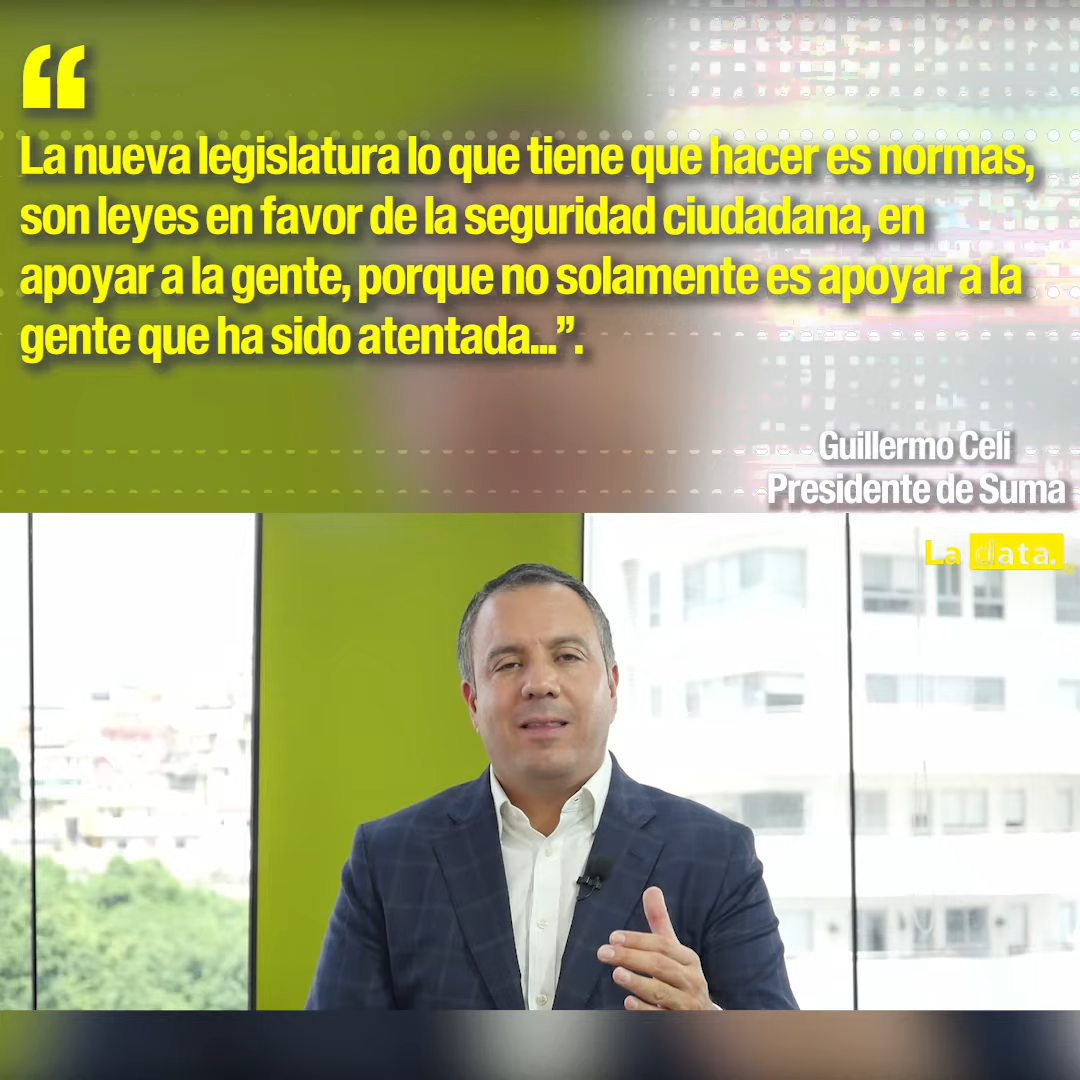 “
La nueva legislatura lo que tiene que hacer es normas,
son leyes en favor de la seguridad ciudadana, en
apoyar a la gente, porque no solamente es apoyar a la
gente que ha sido atentada...”.
Guillermo Celi
Presidente de Suma
La data.